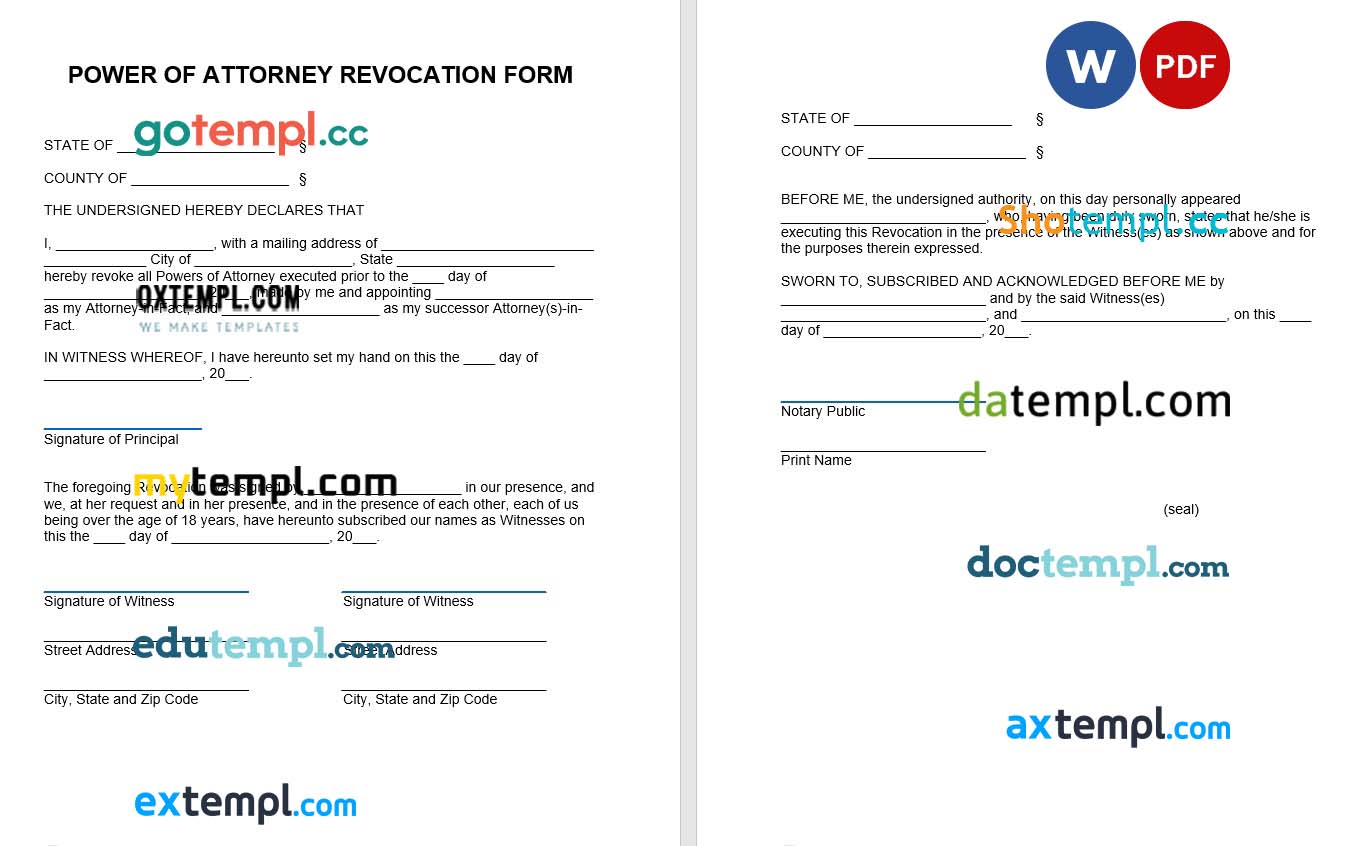 POWER OF ATTORNEY REVOCATION FORM
gotempl.cc
STATE OF ____________________ §
COUNTY OF ____________________ §
THE UNDERSIGNED HEREBY DECLARES THAT
I, ____________________, with a mailing address of ___________________________
_____________ City of ____________________, State ____________________
hereby revoke all Powers of Attorney executed prior to the ____ day of
____________________, 20___, made by me and appointing ____________________
OXTEMPL.COM
as my Attorney-in-Fact, and ____________________ as my successor Attorney(s)-in-
WE MAKE TEMPLATES
Fact.
IN WITNESS WHEREOF, I have hereunto set my hand on this the ____ day of
____________________, 20___.
Signature of Principal
mytempl.com
The foregoing Revocation was signed by ____________________ in our presence, and
we, at her request and in her presence, and in the presence of each other, each of us
being over the age of 18 years, have hereunto subscribed our names as Witnesses on
this the ____ day of ____________________, 20___.
Signature of Witness Signature of Witness
edutempl.com
Street Address Street Address
City, State and Zip Code City, State and Zip Code
extempl.com
W PDF
STATE OF ____________________ §
COUNTY OF ____________________ §
BEFORE ME, the undersigned authority, on this day personally appeared
__________________________, who, having been duly sworn, states that he/she is
Shotempl.cc
executing this Revocation in the presence of the Witness(es) as shown above and for
the purposes therein expressed.
SWORN TO, SUBSCRIBED AND ACKNOWLEDGED BEFORE ME by
__________________________ and by the said Witness(es)
__________________________, and __________________________, on this ____
day of ____________________, 20___.
datempl.com
Notary Public
Print Name
(seal)
doctempl.com
axtempl.com